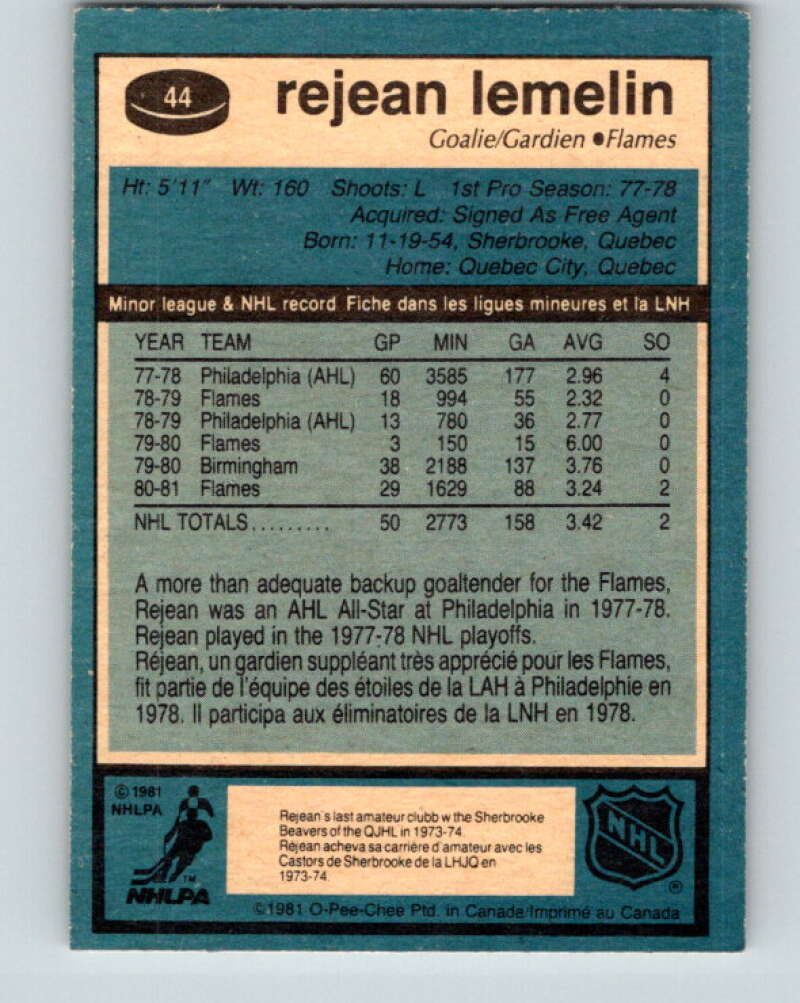 44
rejean lemelin
Goalie/Gardien •Flames
Ht: 5'11" Wt: 160 Shoots: L 1st Pro Season: 77-78
Acquired: Signed As Free Agent
Born: 11-19-54, Sherbrooke, Quebec
Home: Quebec City, Quebec
Minor league & NHL record Fiche dans les ligues mineures et la LNH
YEAR TEAM GP MIN GA AVG SO
77-78 Philadelphia (AHL) 60 3585 177 2.96 4
78-79 Flames 18 994 55 2.32 0
78-79 Philadelphia (AHL) 13 780 36 2.77 0
79-80 Flames 3 150 15 6.00 0
79-80 Birmingham 38 2188 137 3.76 0
80-81 Flames 29 1629 88 3.24 2
NHL TOTALS......... 50 2773 158 3.42 2
A more than adequate backup goaltender for the Flames,
Rejean was an AHL All-Star at Philadelphia in 1977-78.
Rejean played in the 1977-78 NHL playoffs.
Réjean, un gardien suppléant très apprécié pour les Flames,
fit partie de l'équipe des étoiles de la LAH à Philadelphie en
1978. Il participa aux éliminatoires de la LNH en 1978.
© 1981
NHLPA
TM
NHLPA
Rejean's last amateur clubb w the Sherbrooke
Beavers of the QJHL in 1973-74.
Réjean acheva sa carrière d'amateur avec les
Castors de Sherbrooke de la LHJQ en
1973-74.
NHL
®
©1981 O-Pee-Chee Ptd. in Canada/Imprimé au Canada